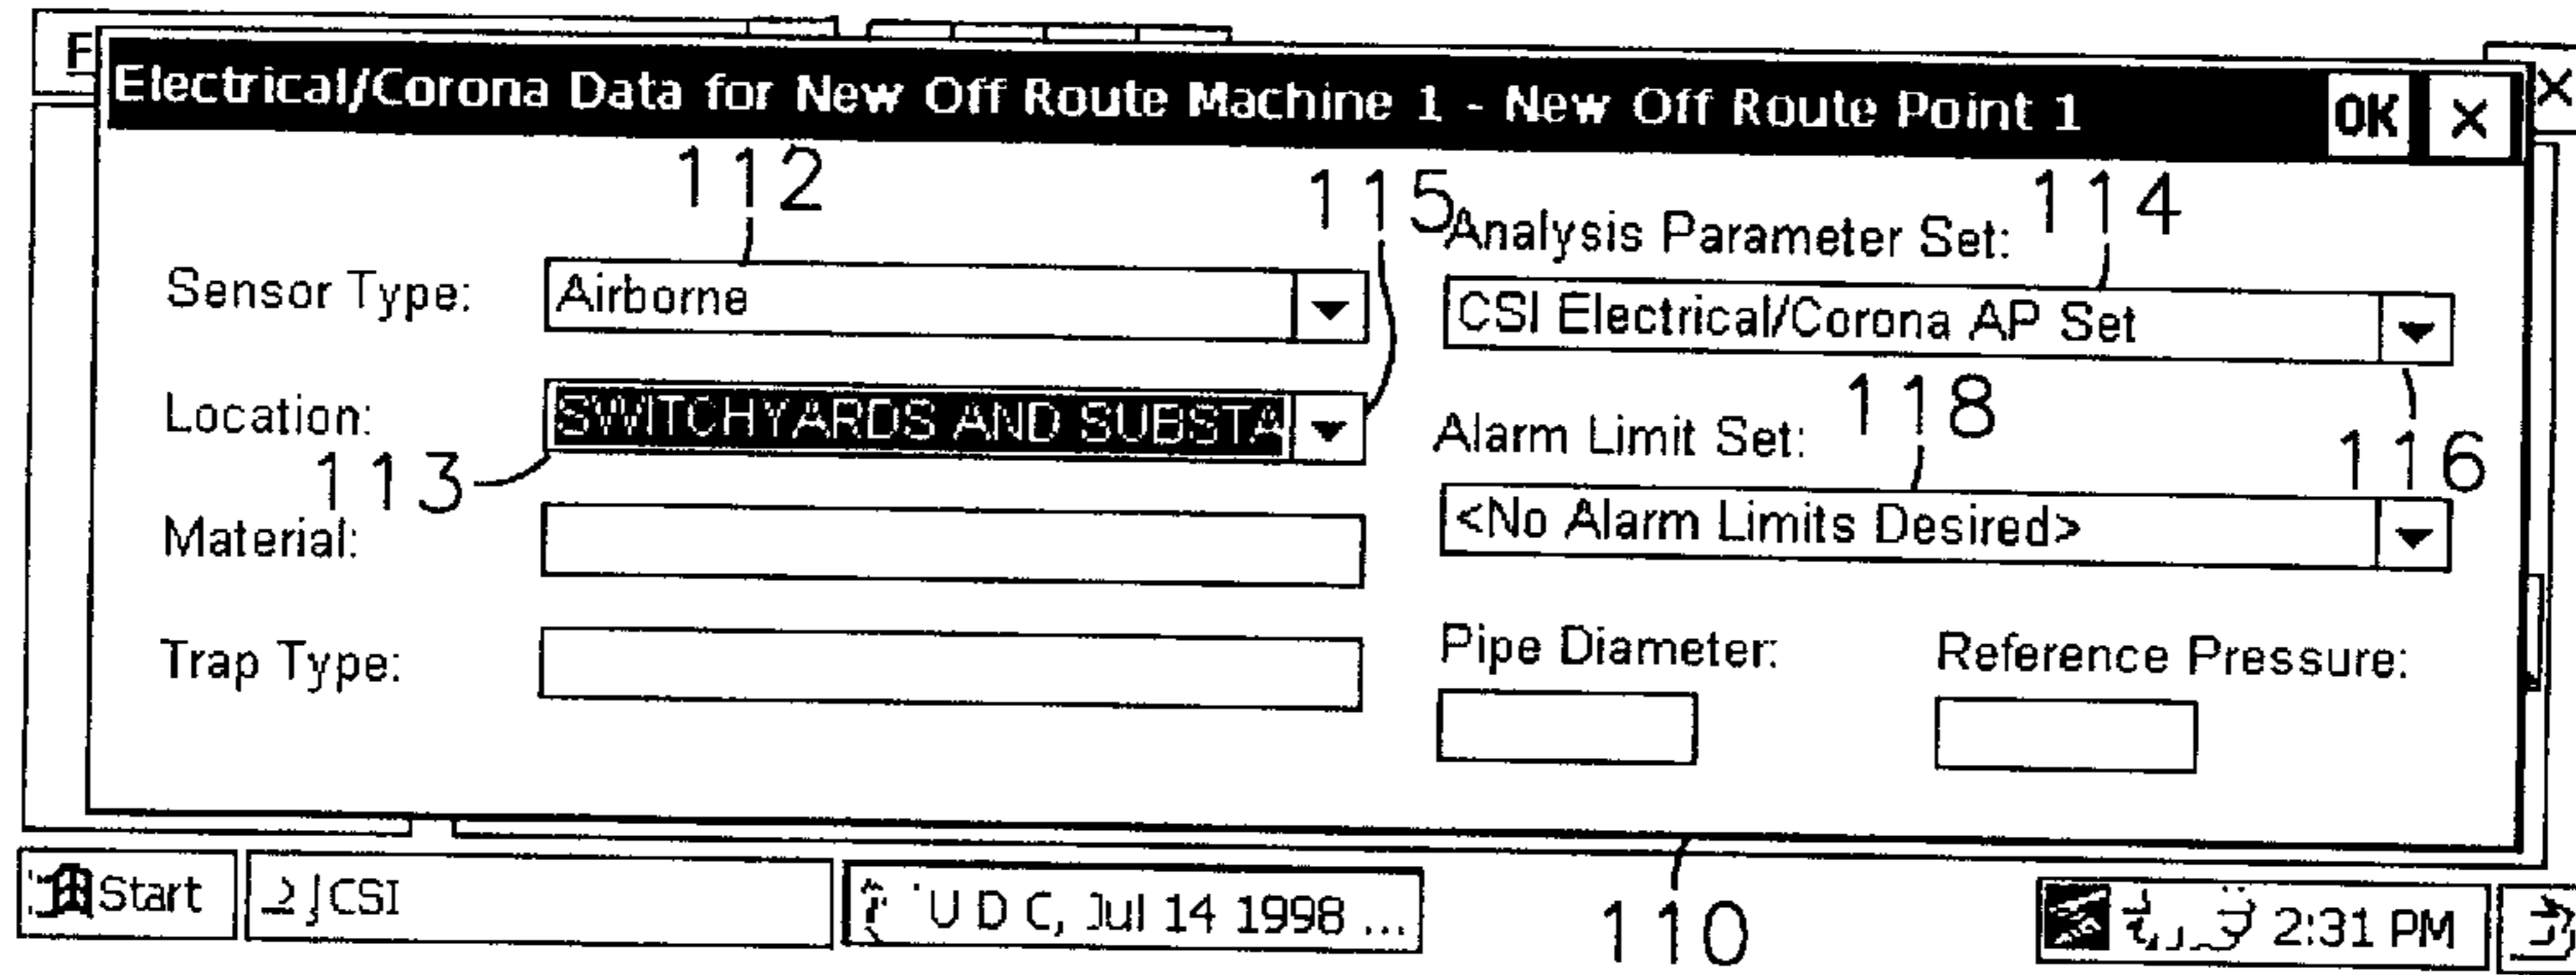 F
Electrical/Corona Data for New Off Route Machine 1 - New Off Route Point 1 OK X
X
112
115
114
Analysis Parameter Set:
Sensor Type: Airborne
CSI Electrical/Corona AP Set
Location: SWITCHYARDS AND SUBSTA
113
118
116
Alarm Limit Set:
<No Alarm Limits Desired>
Material:
Trap Type:
Pipe Diameter: Reference Pressure:
110
Start CSI U D C, Jul 14 1998 ... 2:31 PM